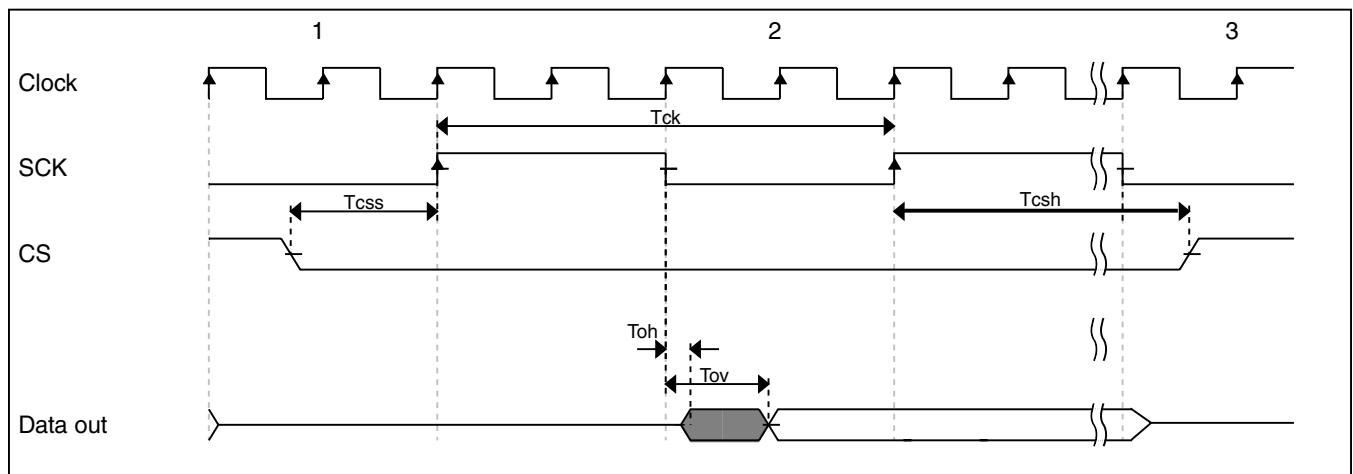 1 2 3
Clock
Tck
SCK
Tcss Tcsh
CS
Toh
Tov
Data out